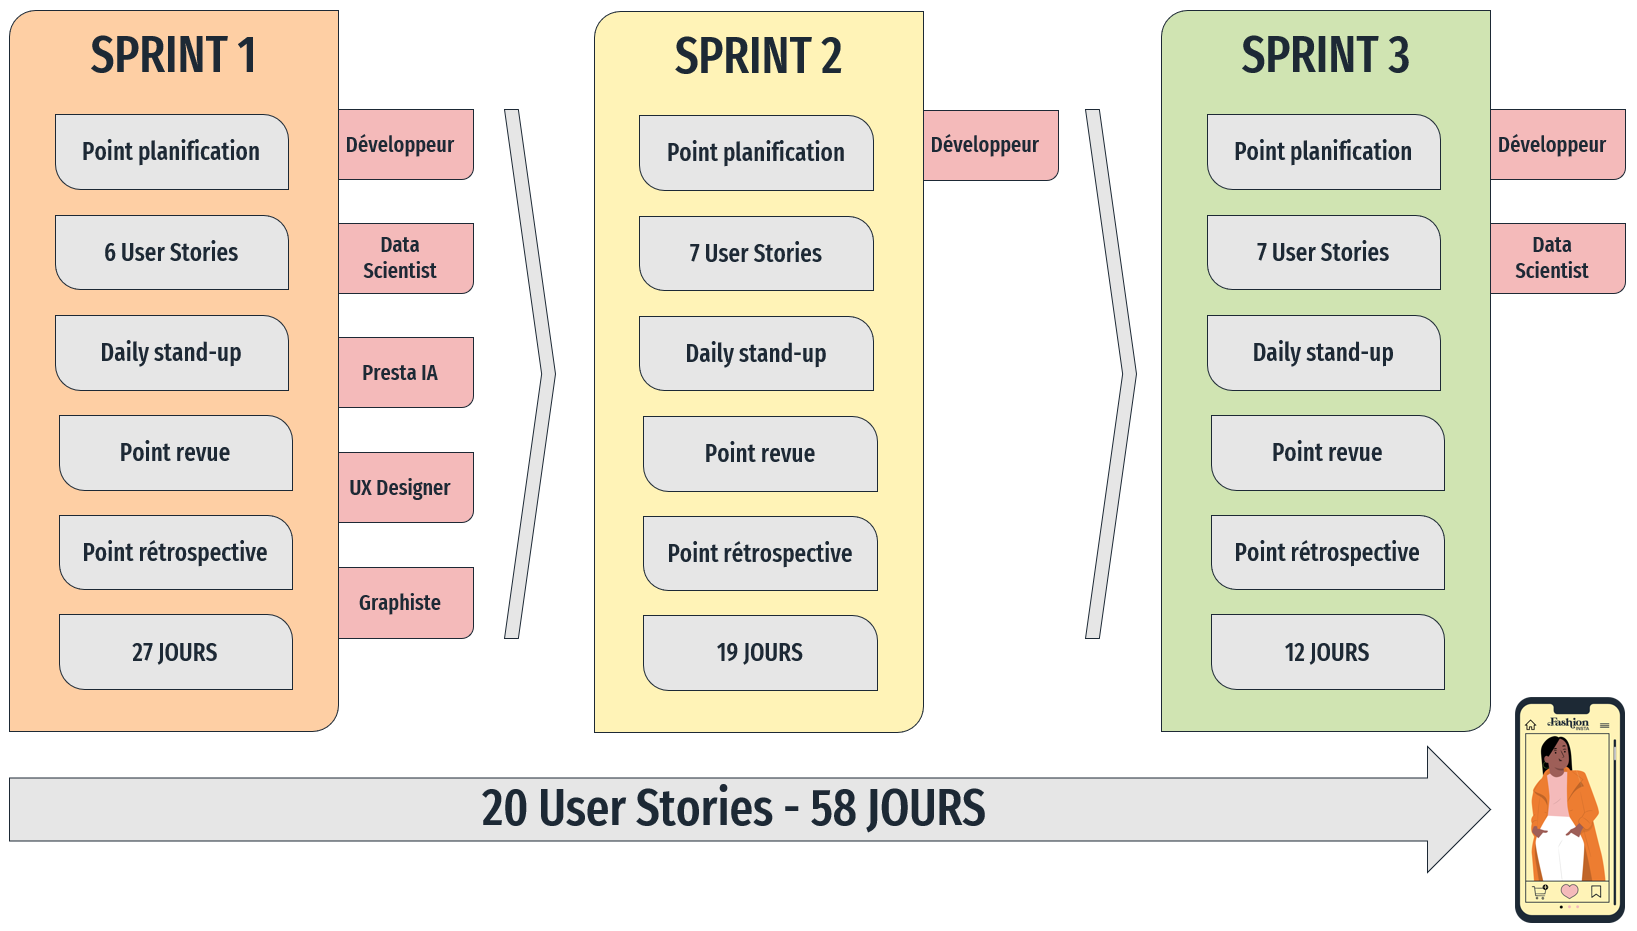 SPRINT 1
Point planification
6 User Stories
Daily stand-up
Point revue
Point rétrospective
27 JOURS
Développeur
Data
Scientist
Presta IA
UX Designer
Graphiste
SPRINT 2
Point planification
7 User Stories
Daily stand-up
Point revue
Point rétrospective
19 JOURS
Développeur
SPRINT 3
Point planification
7 User Stories
Daily stand-up
Point revue
Point rétrospective
12 JOURS
Développeur
Data
Scientist
20 User Stories - 58 JOURS
Fashion
INSTA